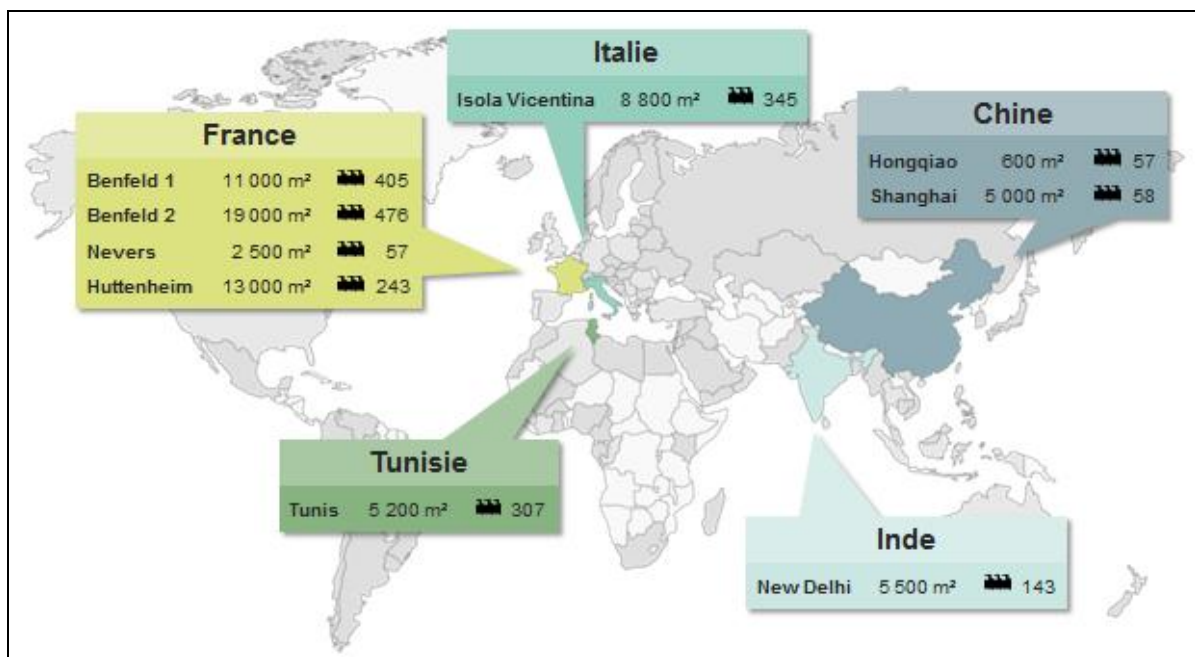 Italie
Isola Vicentina 8 800 m² 345
France
Benfeld 1 11 000 m² 405
Benfeld 2 19 000 m² 476
Nevers 2 500 m² 57
Huttenheim 13 000 m² 243
Chine
Hongqiao 600 m² 57
Shanghai 5 000 m² 58
Tunisie
Tunis 5 200 m² 307
Inde
New Delhi 5 500 m² 143